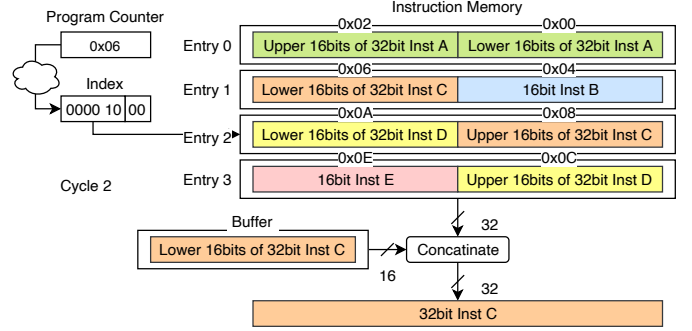 Instruction Memory
Program Counter
0x06
Index
0000 10 00
Cycle 2
0x02 0x00
Entry 0 Upper 16bits of 32bit Inst A Lower 16bits of 32bit Inst A
0x06 0x04
Entry 1 Lower 16bits of 32bit Inst C 16bit Inst B
0x0A 0x08
Entry 2 Lower 16bits of 32bit Inst D Upper 16bits of 32bit Inst C
0x0E 0x0C
Entry 3 16bit Inst E Upper 16bits of 32bit Inst D
32
Buffer
Lower 16bits of 32bit Inst C
16
Concatinate
32
32bit Inst C